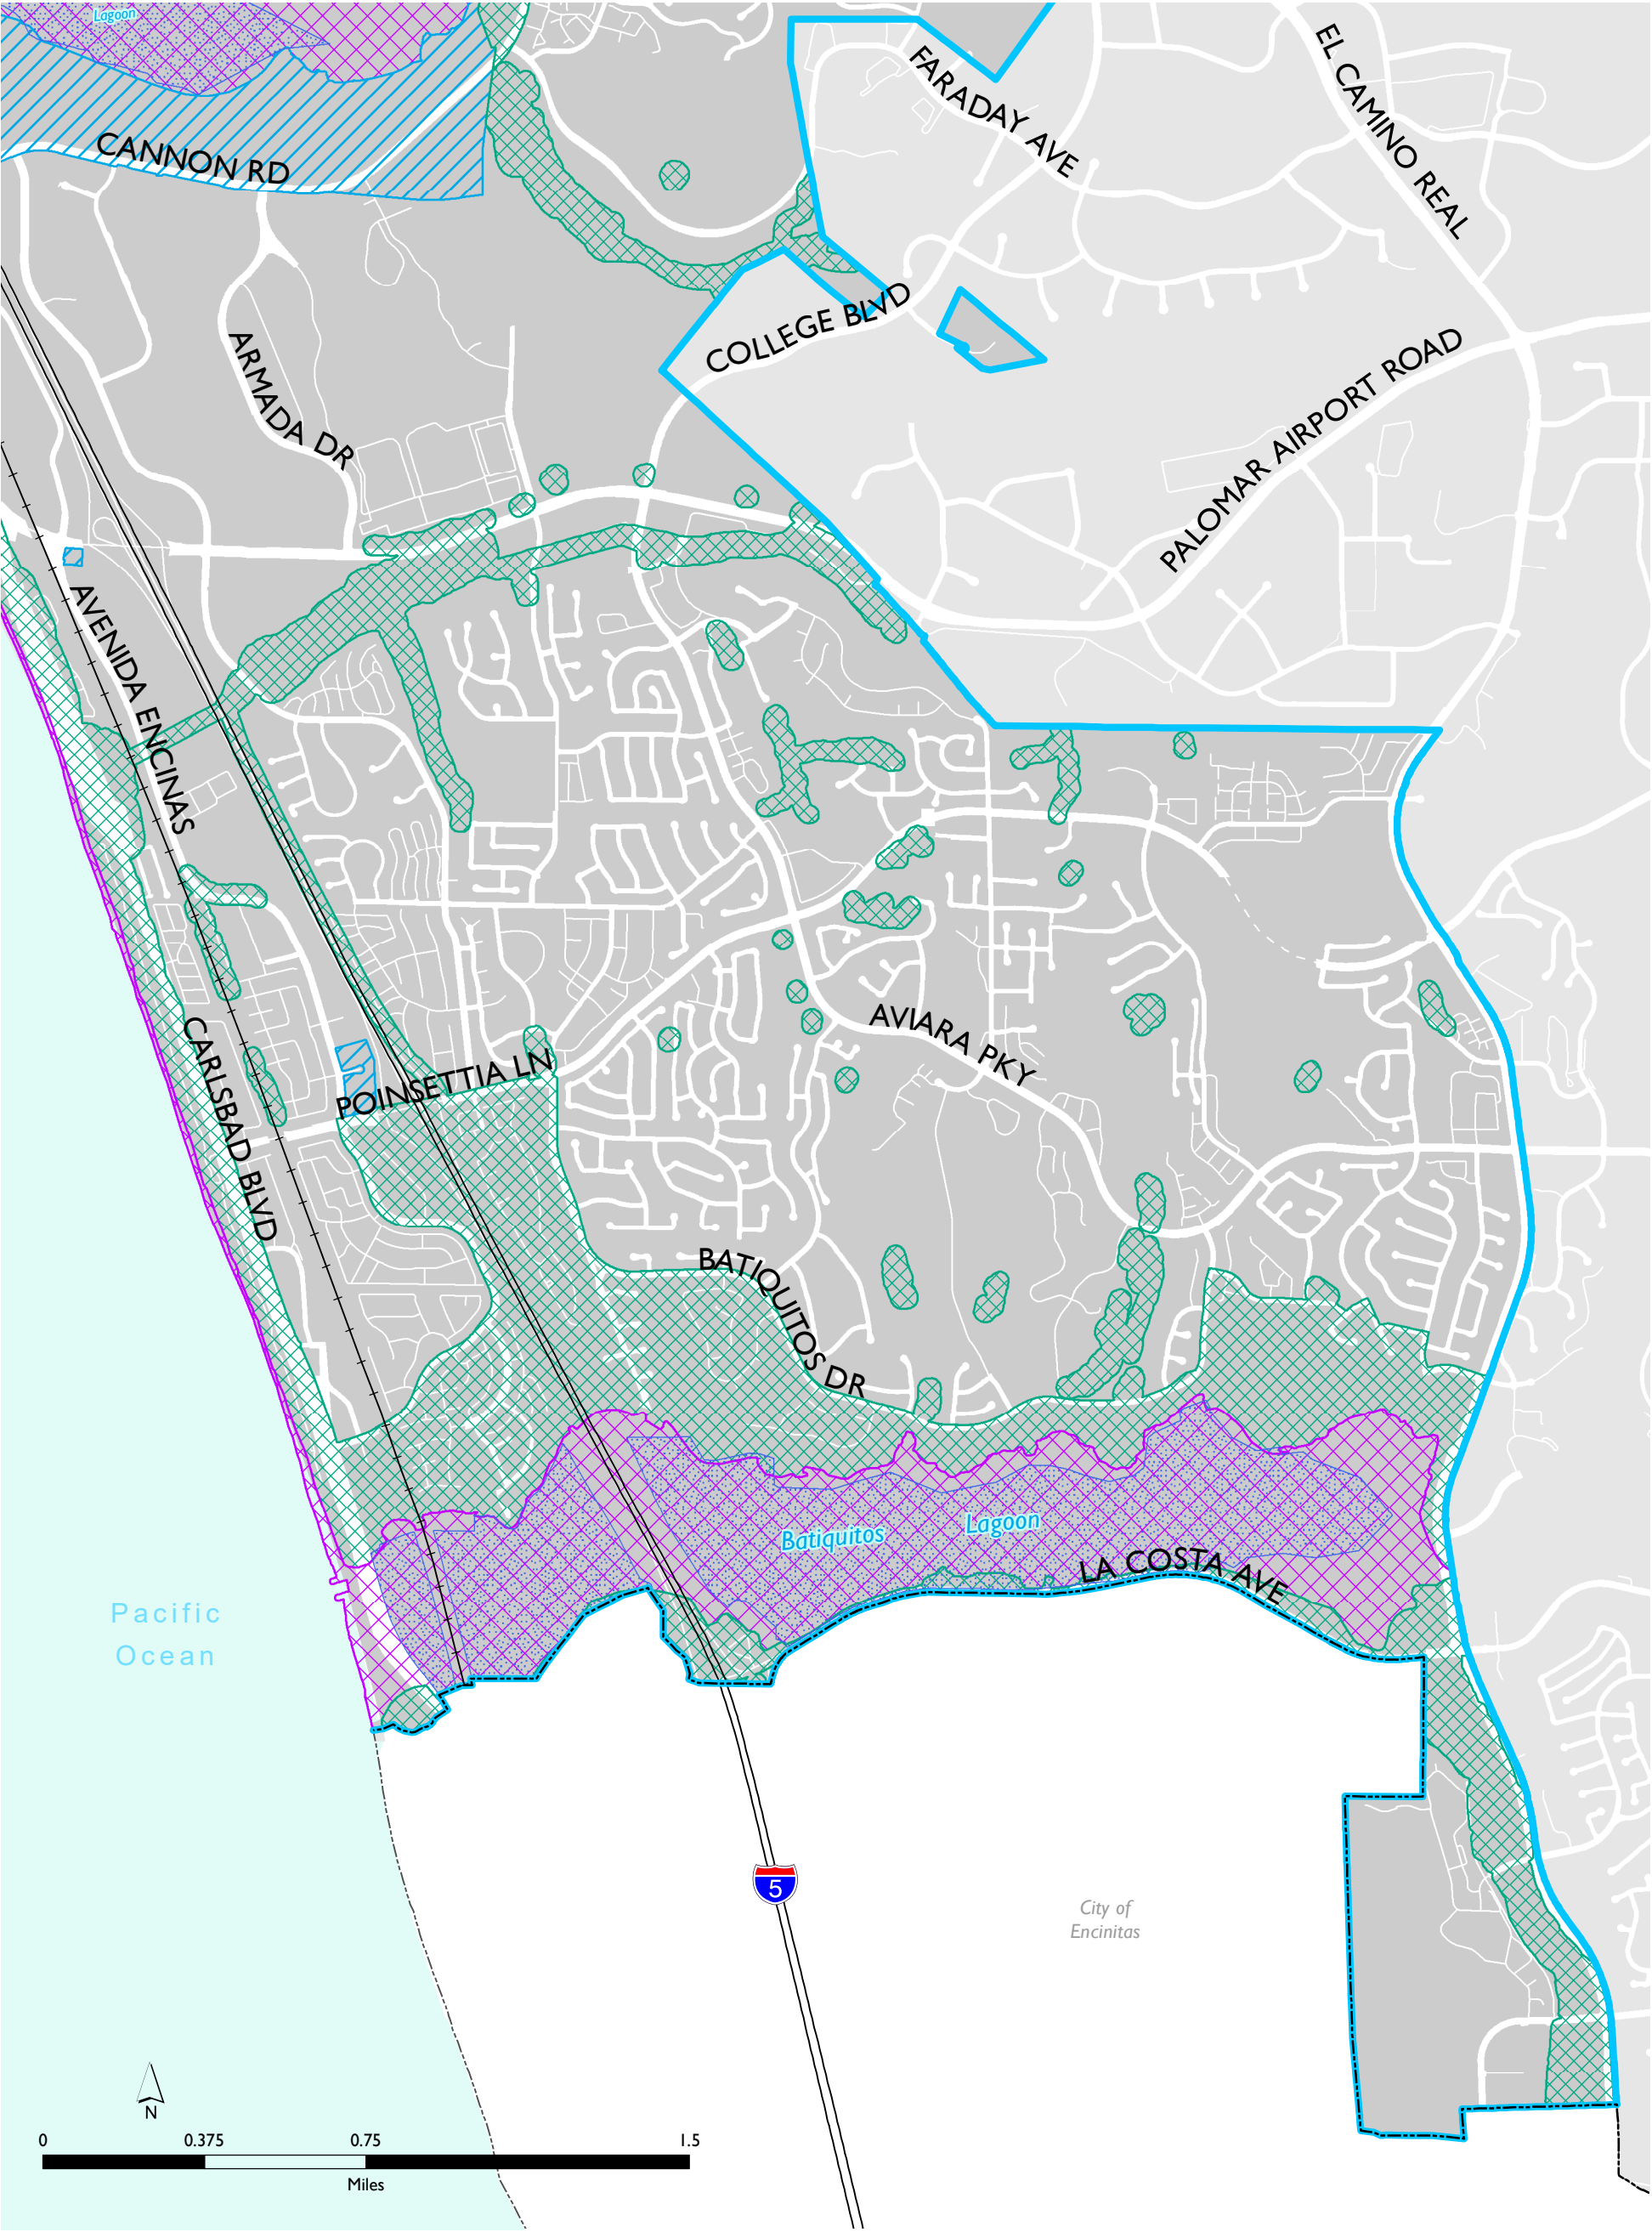 Lagoon
FARADAY AVE
EL CAMINO REAL
CANNON RD
COLLEGE BLVD
ARMADA DR
PALOMAR AIRPORT ROAD
AVENIDA ENCINAS
AVIARA PKY
CARLSBAD BLVD
POINSETTIA LN
BATIQUITOS DR
Batiquitos Lagoon
LA COSTA AVE
Pacific
Ocean
5
City of
Encinitas
N
0 0.375 0.75 1.5
Miles